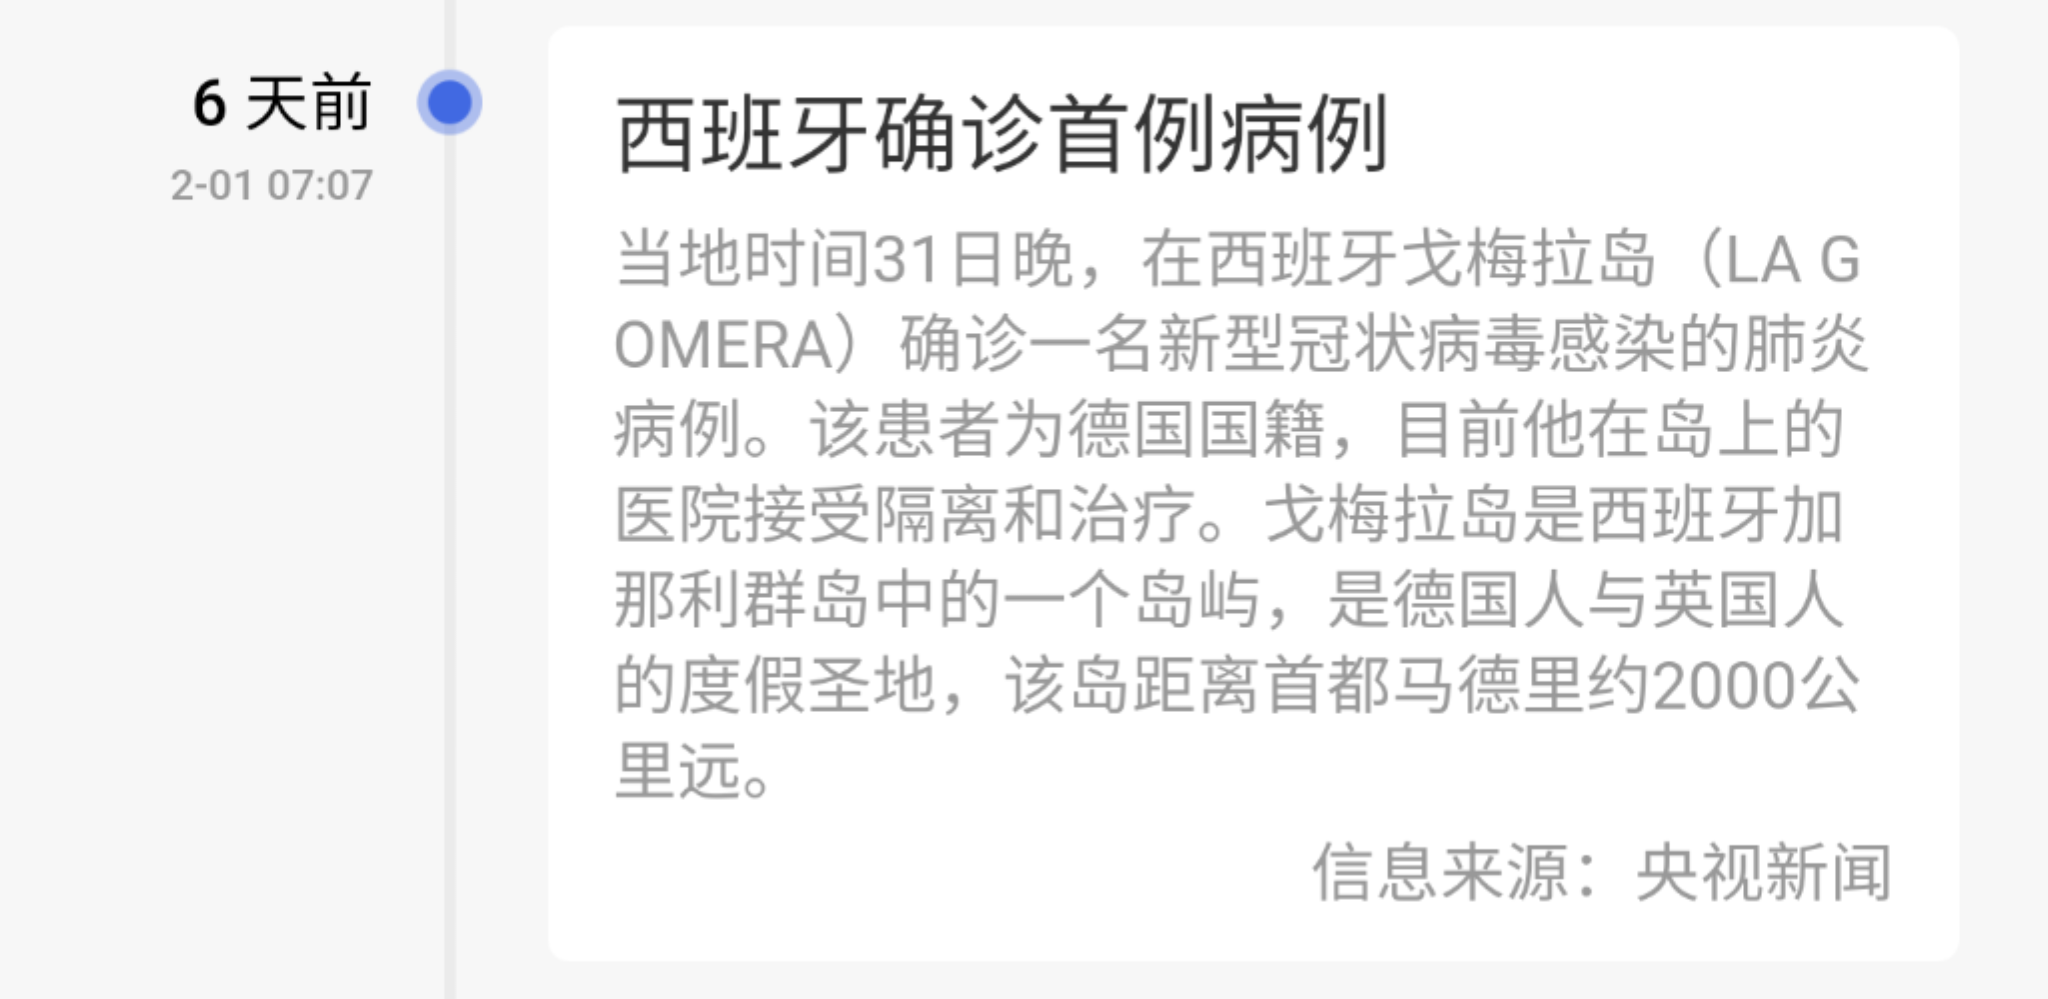 6 天前
2-01 07:07
西班牙确诊首例病例
当地时间31日晚，在西班牙戈梅拉岛（LA G
OMERA）确诊一名新型冠状病毒感染的肺炎
病例。该患者为德国国籍，目前他在岛上的
医院接受隔离和治疗。戈梅拉岛是西班牙加
那利群岛中的一个岛屿，是德国人与英国人
的度假圣地，该岛距离首都马德里约2000公
里远。
信息来源：央视新闻